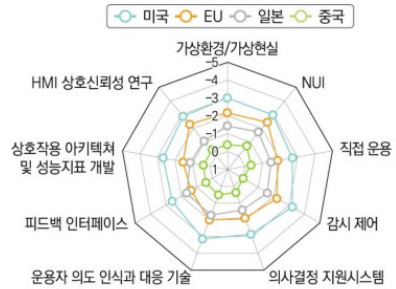 미국 EU 일본 중국
가상환경/가상현실
-5
-4
-3
-2
-1
0
1
NUI
직접 운용
감시 제어
의사결정 지원시스템
운용자 의도 인식과 대응 기술
피드백 인터페이스
상호작용 아키텍쳐
및 성능지표 개발
HMI 상호신뢰성 연구